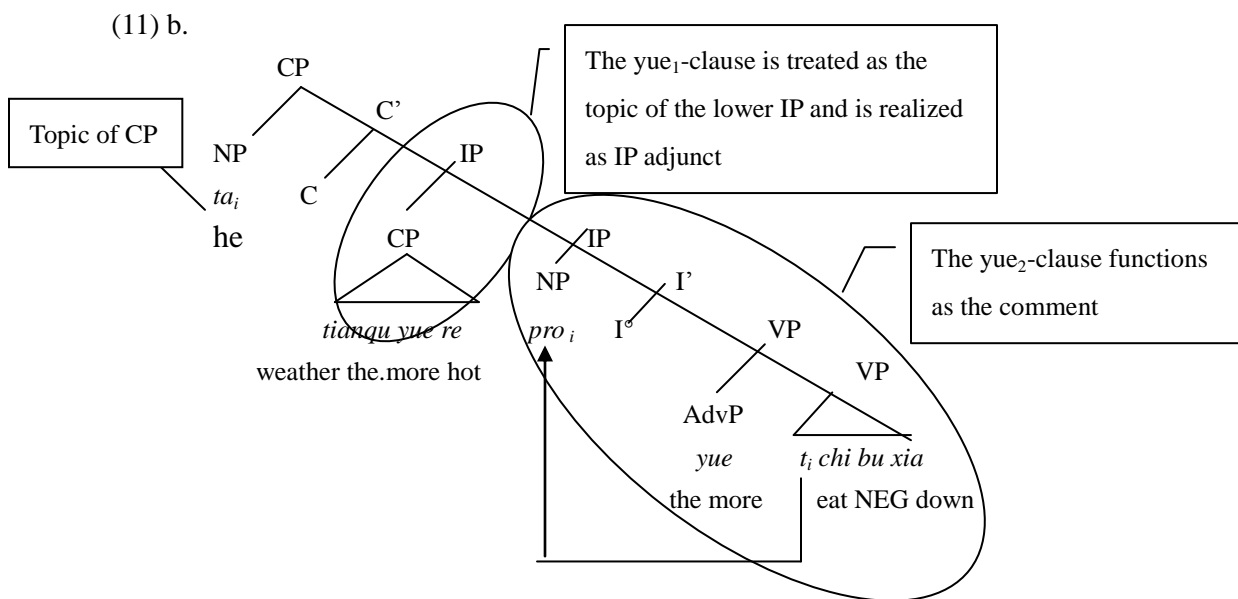 (11) b.
The yue₁-clause is treated as the
topic of the lower IP and is realized
as IP adjunct
CP
C’
Topic of CP
NP
IP
C
ta i
he
CP
The yue₂-clause functions
as the comment
IP
NP
I’
tianqu yue re
pro i
I°
VP
weather the.more hot
VP
AdvP
yue
t i chi bu xia
the more
eat NEG down